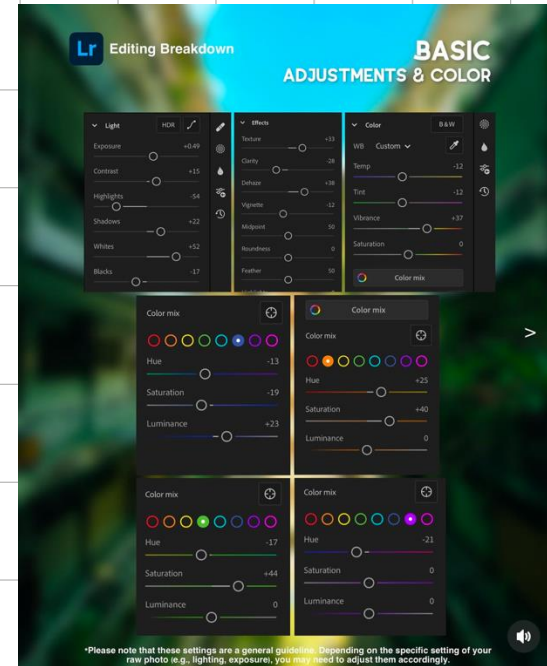 Lr Editing Breakdown
BASIC
ADJUSTMENTS & COLOR
Light HDR
Exposure +0.49
Contrast +15
Highlights -54
Shadows +22
Whites +52
Blacks -17
Effects
Texture +33
Clarity -28
Dehaze +38
Vignette -12
Midpoint 50
Roundness 0
Feather 50
Color B&W
WB Custom
Temp -12
Tint -12
Vibrance +37
Saturation 0
Color mix
Color mix
Hue -13
Saturation -19
Luminance +23
Color mix
Color mix
Hue +25
Saturation +40
Luminance 0
Color mix
Hue -17
Saturation +44
Luminance 0
Color mix
Hue -21
Saturation 0
Luminance 0
*Please note that these settings are a general guideline. Depending on the specific setting of your
raw photo (e.g., lighting, exposure), you may need to adjust them accordingly.